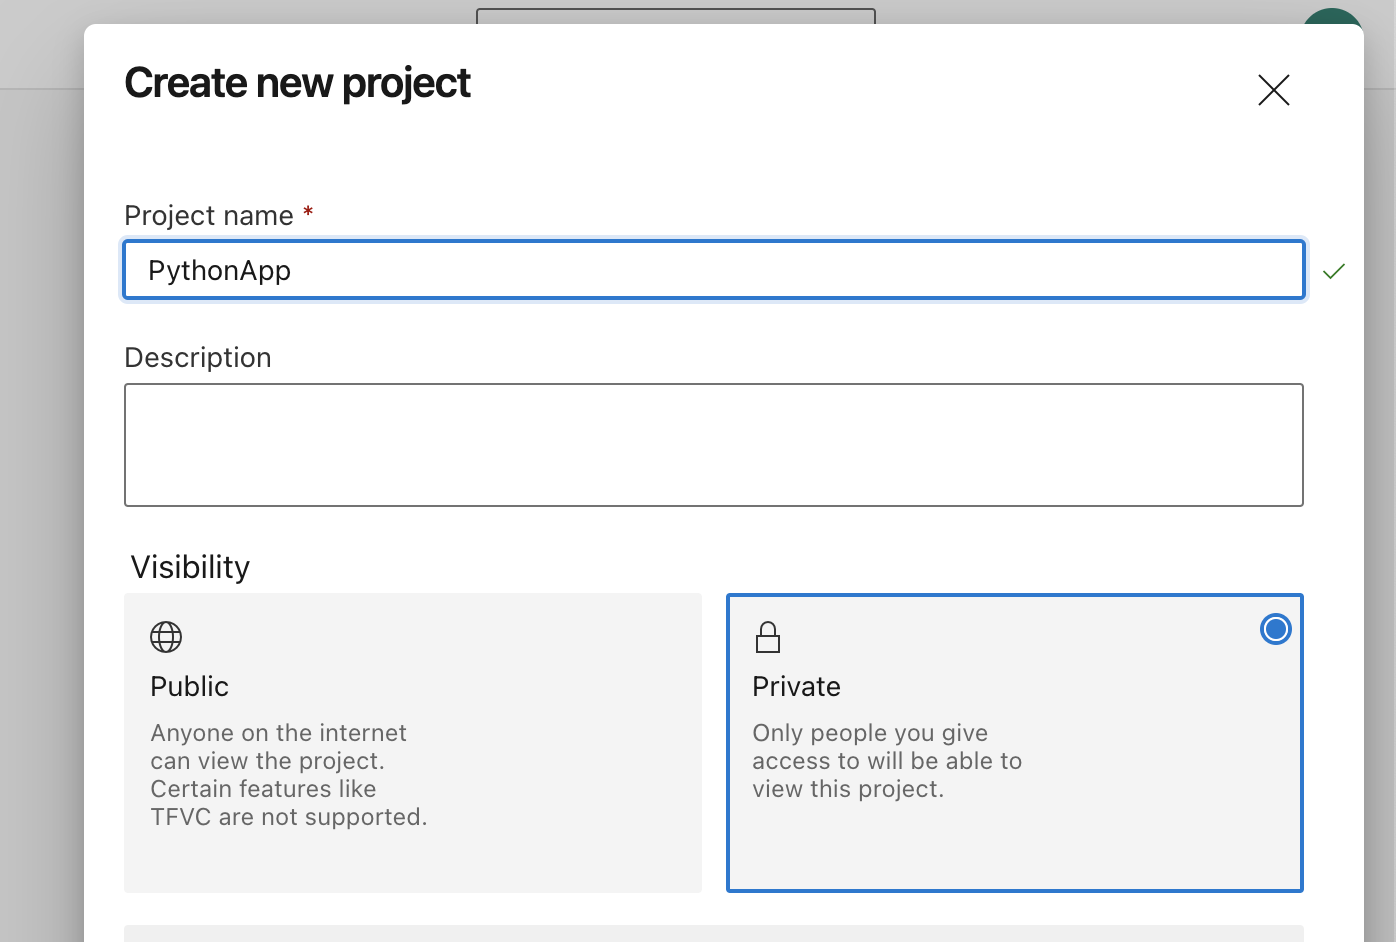 Create new project
Project name *
PythonApp
Description
Visibility
Public
Anyone on the internet
can view the project.
Certain features like
TFVC are not supported.
Private
Only people you give
access to will be able to
view this project.